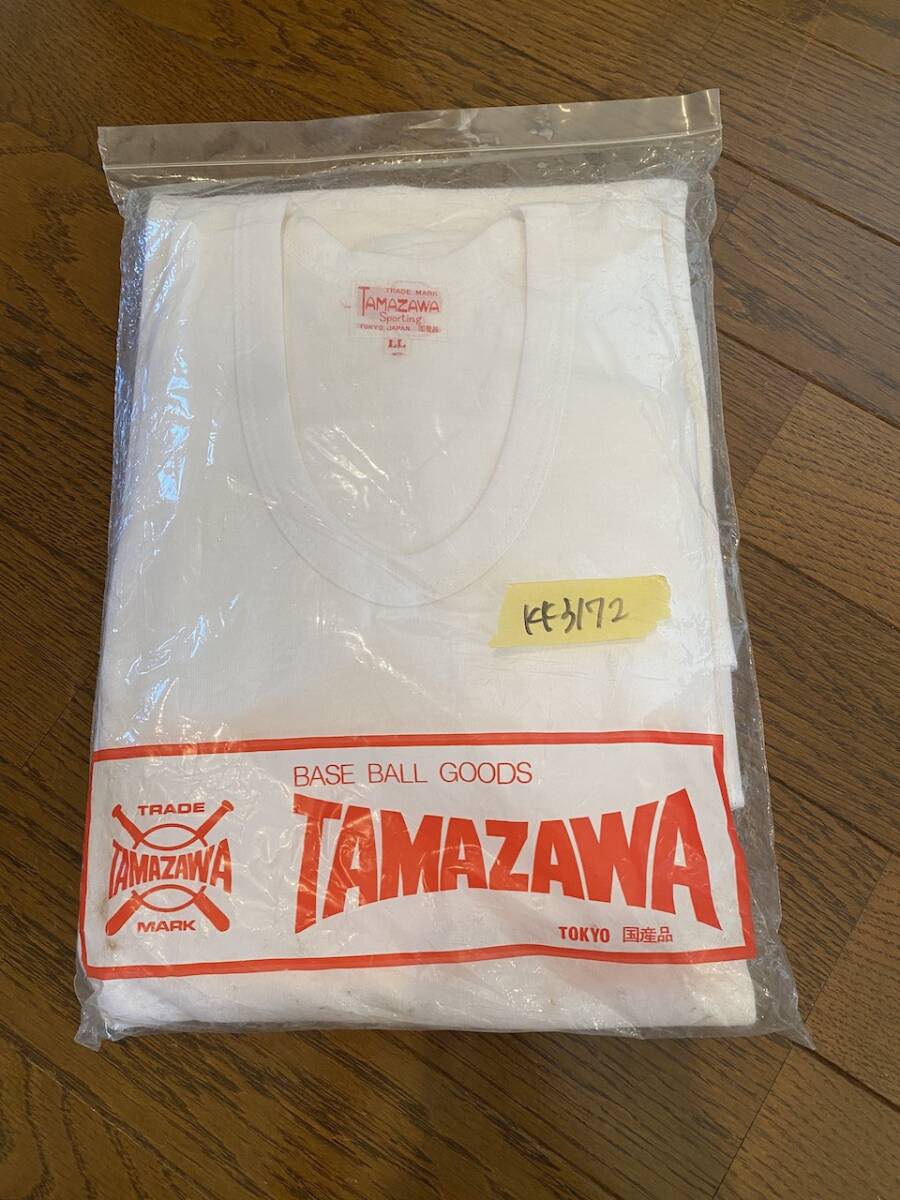 TRADE MARK
TAMAZAWA
Sporting
TOKYO, JAPAN 国産品
LL
KF3172
BASE BALL GOODS
TRADE
TAMAZAWA
MARK
TAMAZAWA
TOKYO 国産品